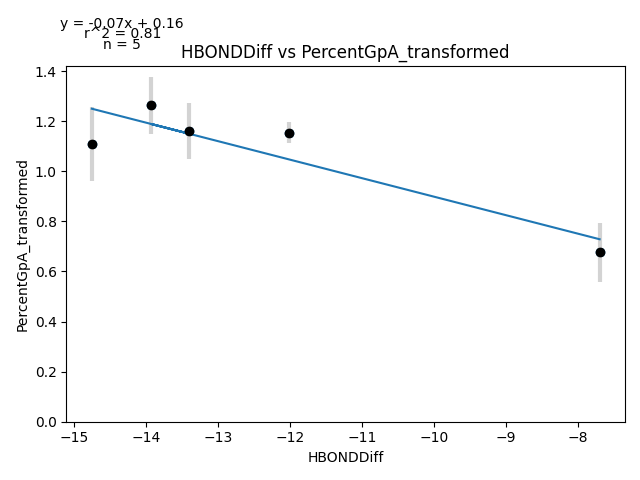 y = -0.07x + 0.16
r^2 = 0.81
n = 5
HBONDDiff vs PercentGpA_transformed
1.4
1.2
1.0
0.8
0.6
0.4
0.2
0.0
PercentGpA_transformed
−15
−14
−13
−12
−11
−10
−9
−8
HBONDDiff